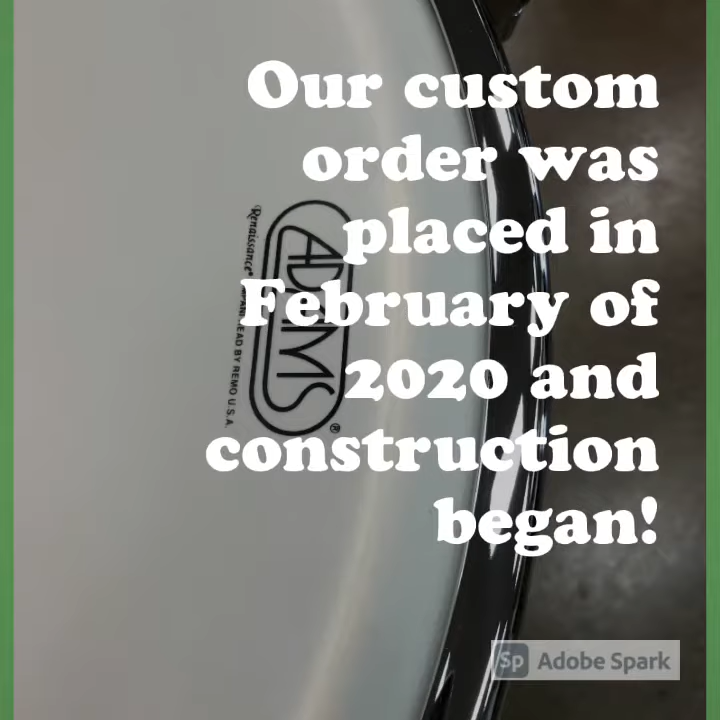 Our custom
order was
placed in
February of
2020 and
construction
began!
Renaissance®
ADAMS®
HEAD BY REMO U.S.A.
Sp Adobe Spark